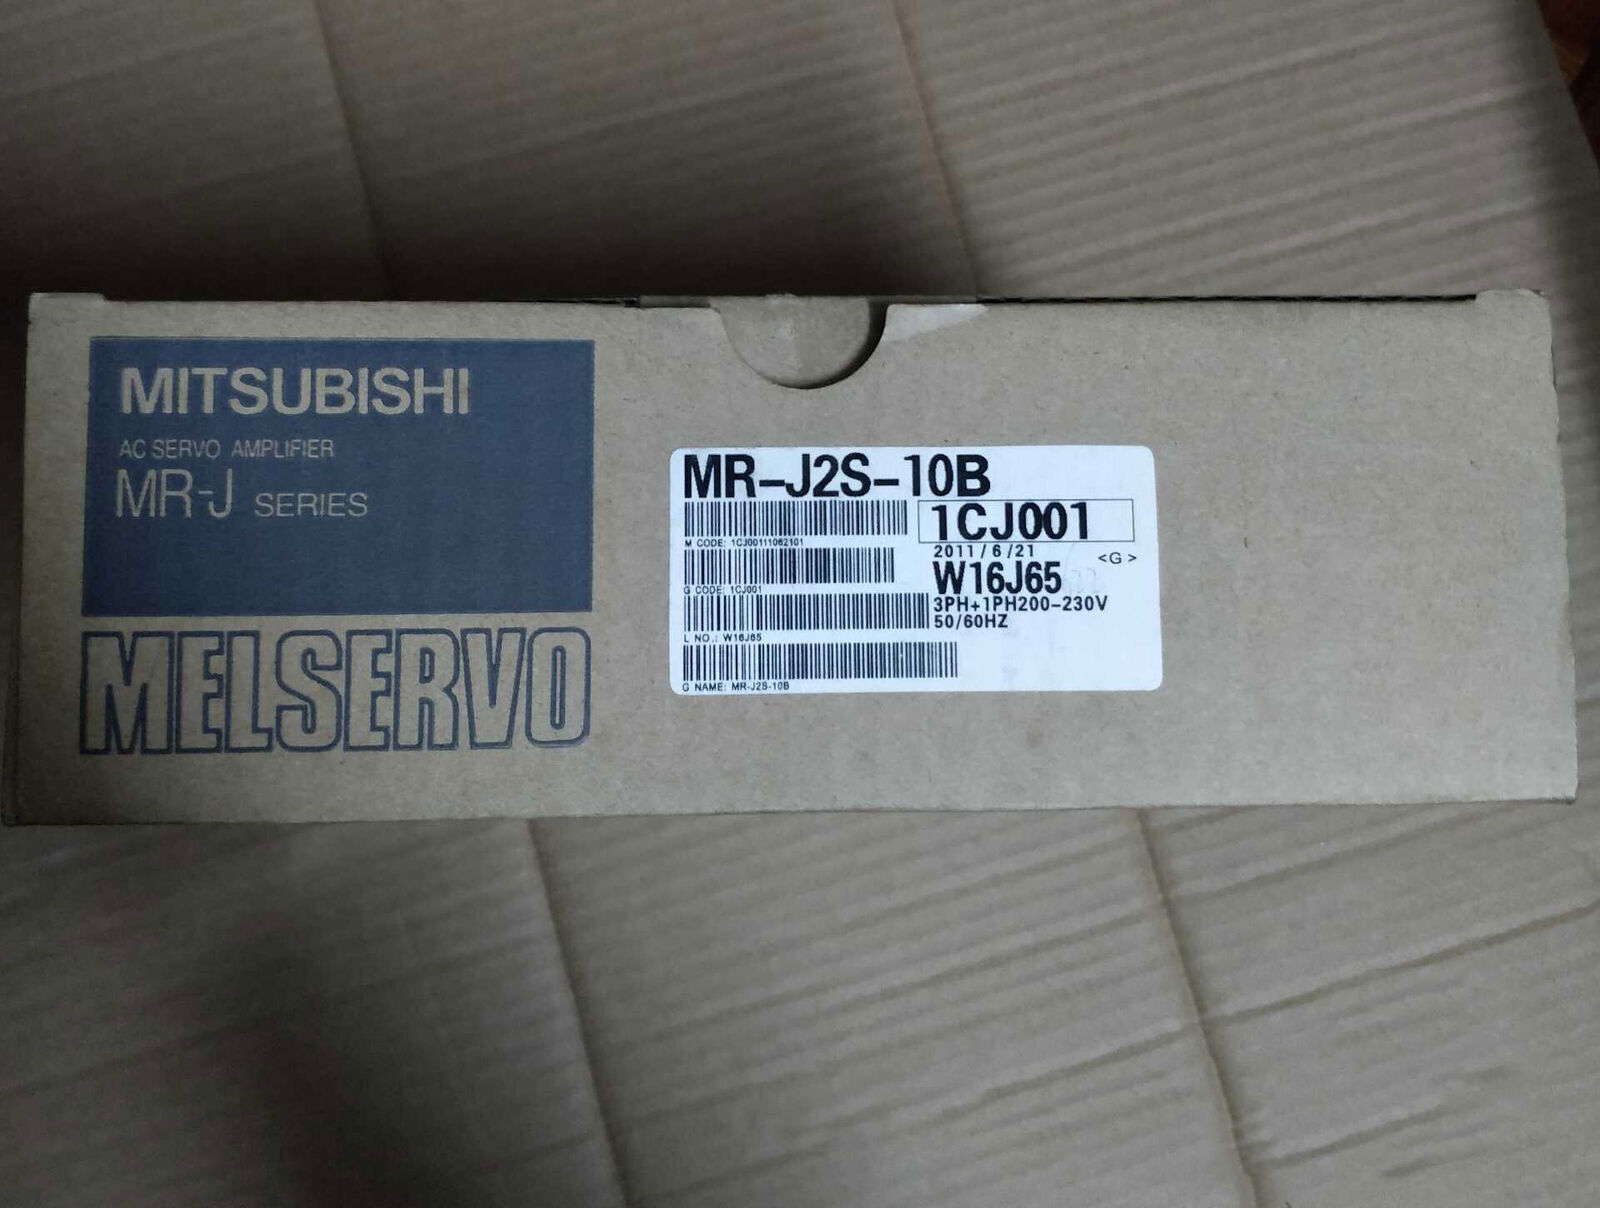 MITSUBISHI
AC SERVO AMPLIFIER
MR-J SERIES
MELSERVO
MR-J2S-10B
1CJ001
M CODE: 1CJ00111062101
2011/6/21
<G>
W16J65
G CODE: 1CJ001
3PH+1PH200-230V
50/60HZ
L NO.: W16J65
G NAME: MR-J2S-10B